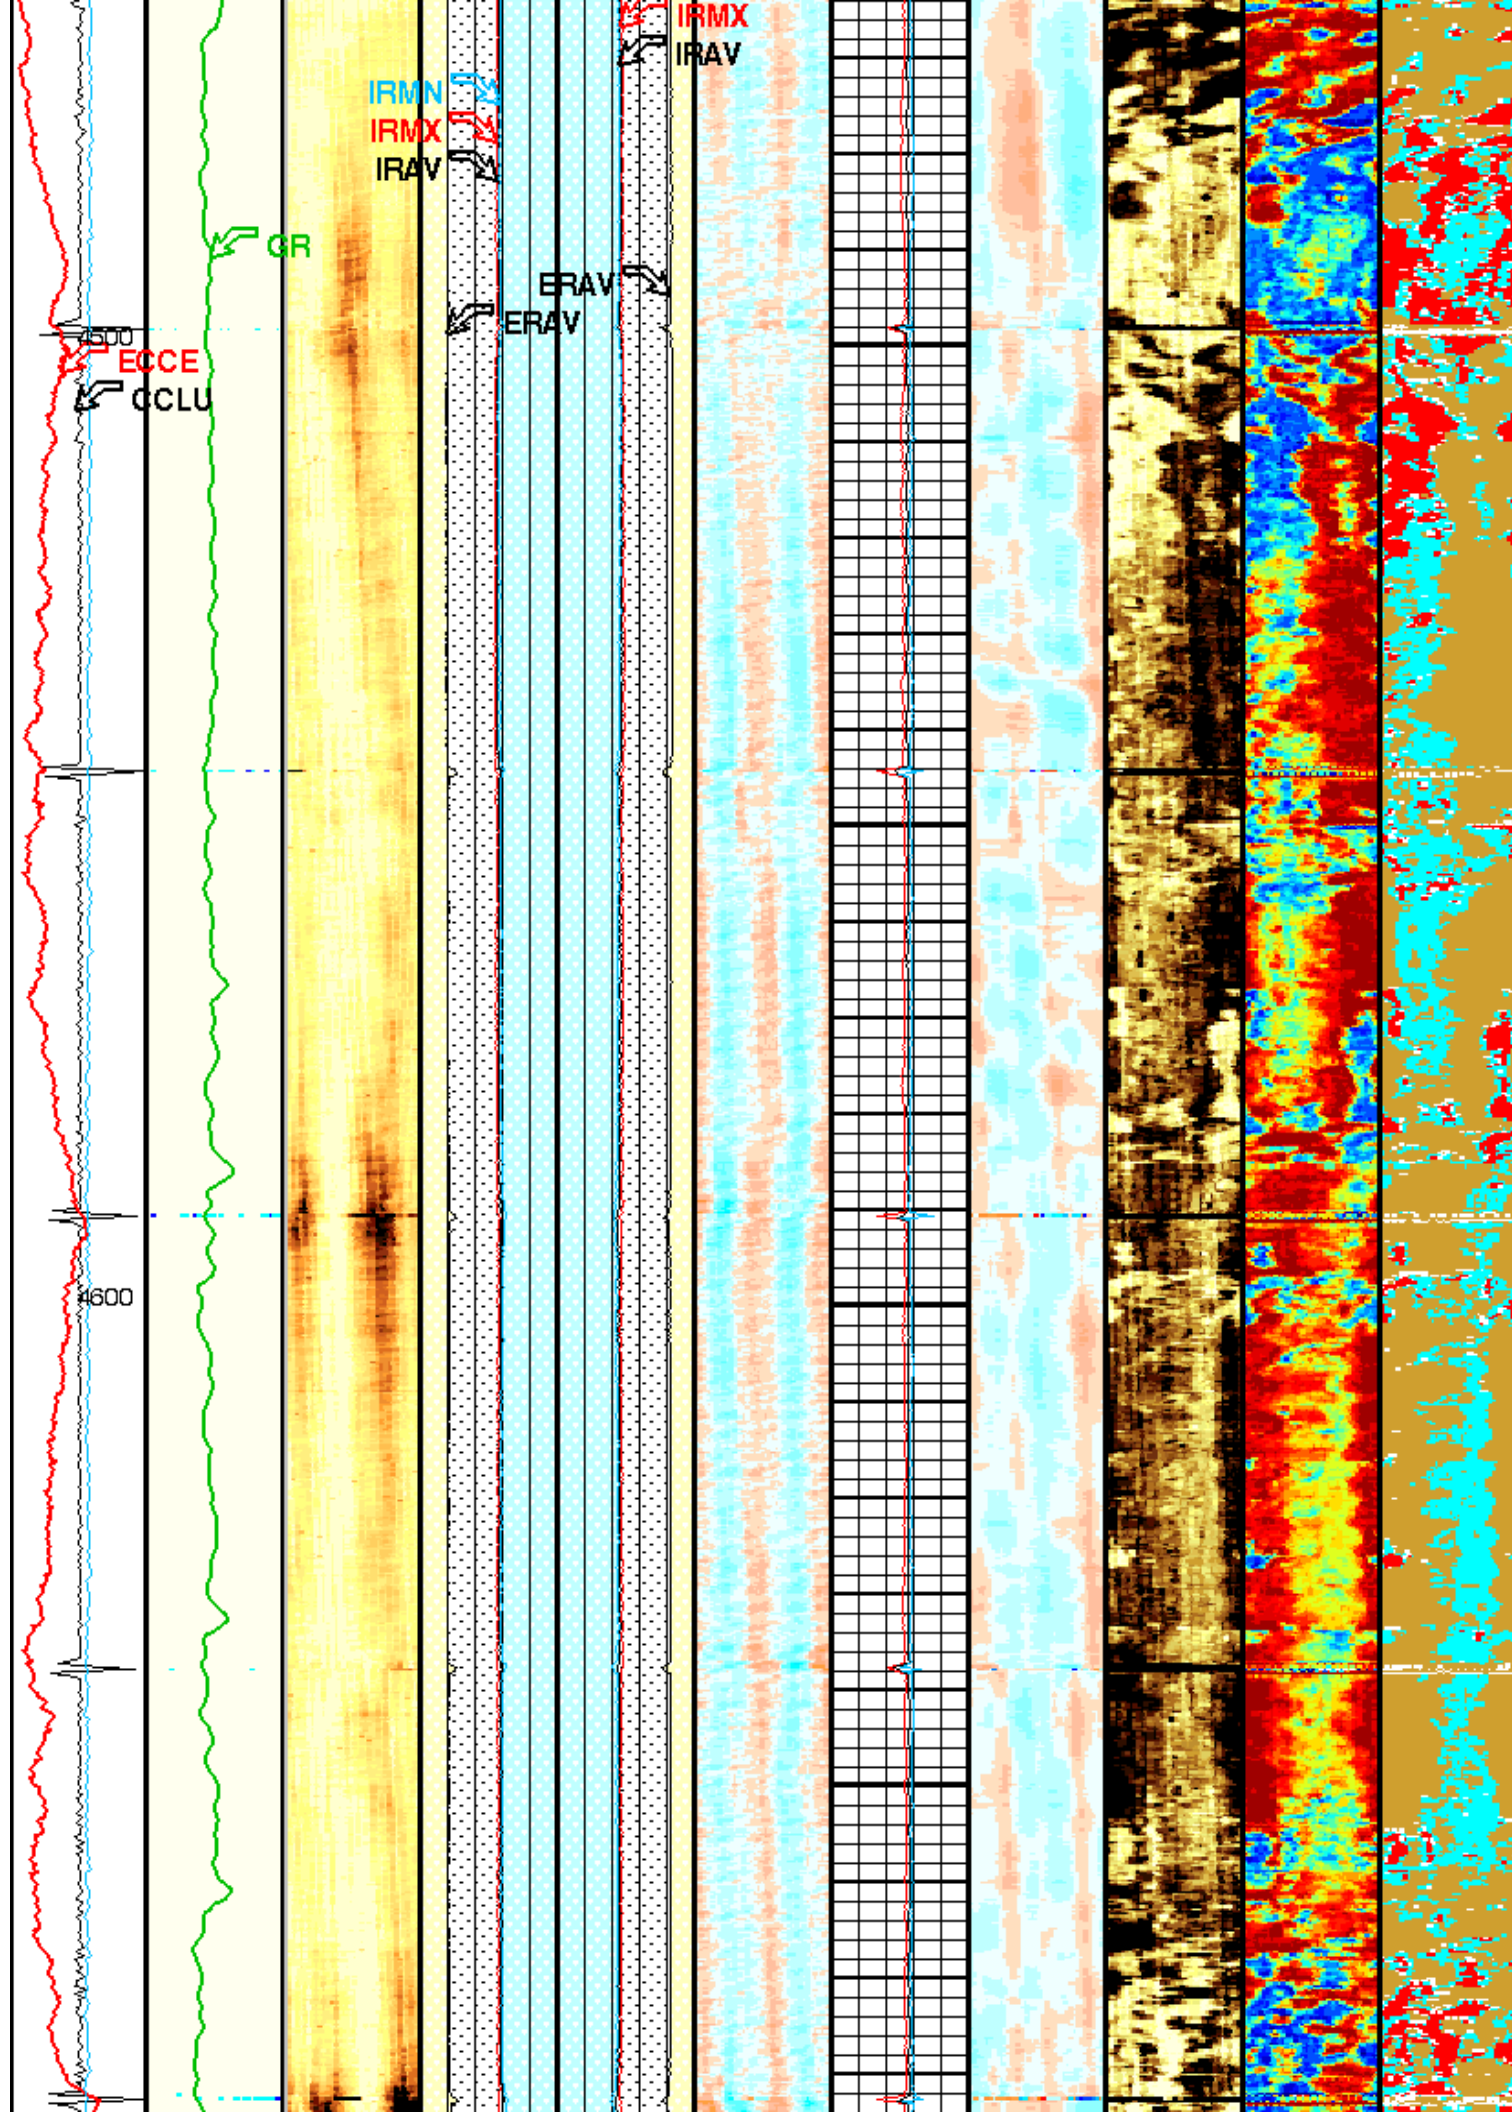 IRMX
IRAV
IRMN
IRMX
IRAV
GR
ERAV
ERAV
4500
ECCE
CCLU
4600